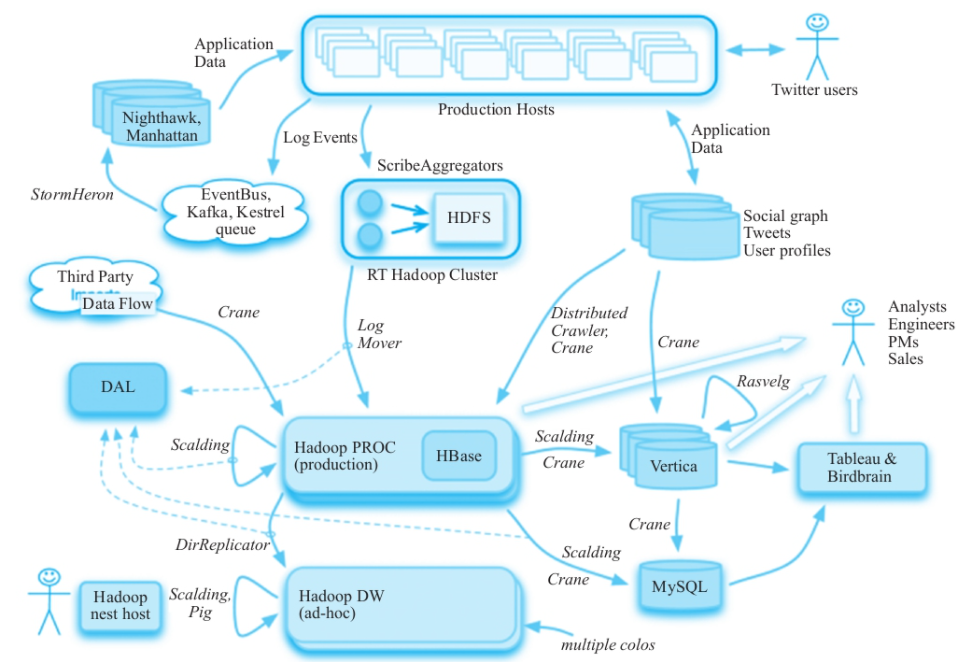 Application
Data
Twitter users
Production Hosts
Nighthawk,
Manhattan
Log Events
Application
Data
ScribeAggregators
StormHeron
EventBus,
Kafka, Kestrel
queue
HDFS
Social graph
Tweets
User profiles
RT Hadoop Cluster
Third Party
Data Flow
Crane
Log
Mover
Distributed
Crawler,
Crane
Crane
Analysts
Engineers
PMs
Sales
DAL
Rasvelg
Scalding
Hadoop PROC
(production)
HBase
Scalding
Crane
Vertica
Tableau &
Birdbrain
Crane
DirReplicator
Scalding
Crane
MySQL
Hadoop
nest host
Scalding,
Pig
Hadoop DW
(ad-hoc)
multiple colos